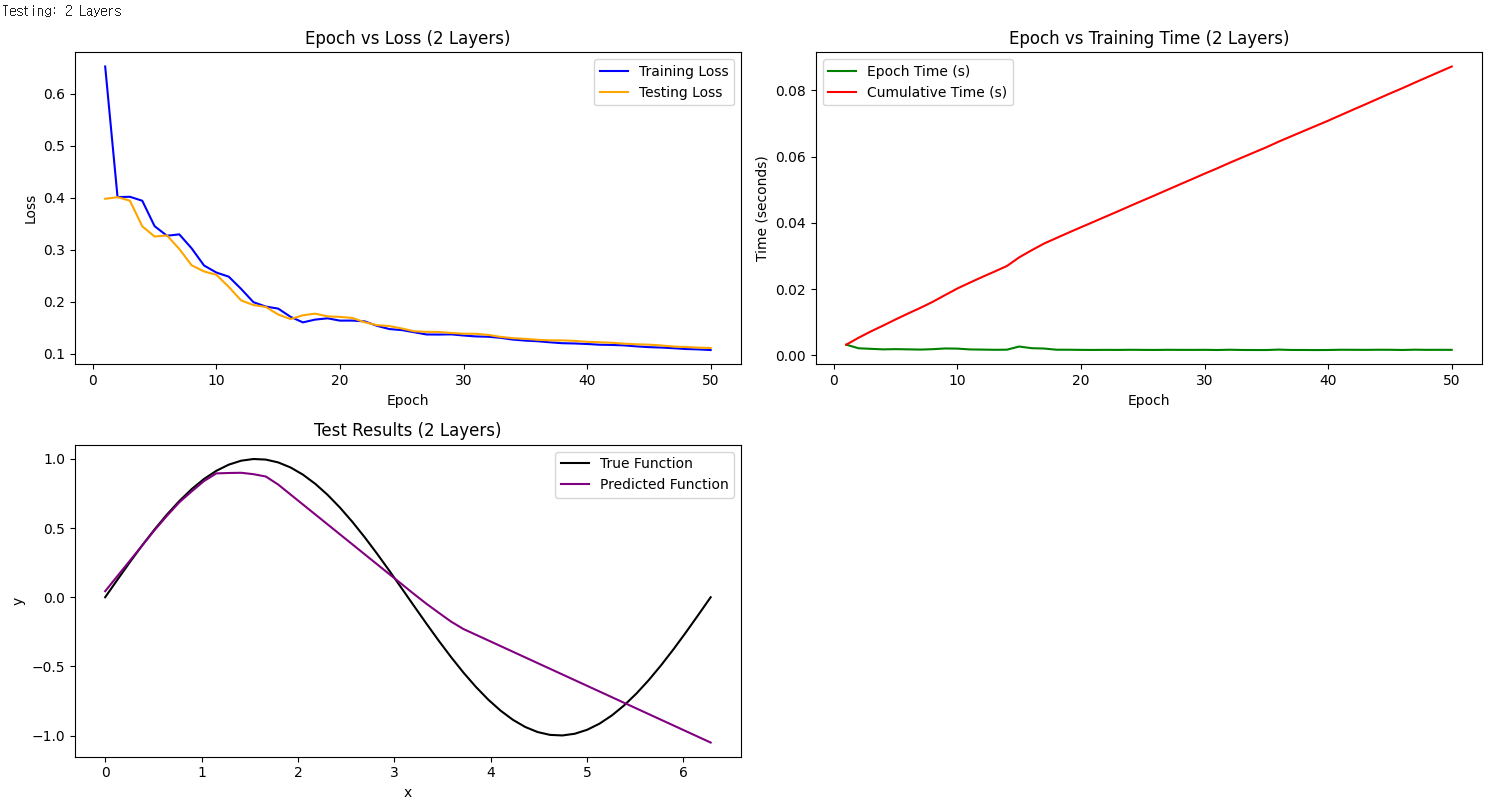 Testing: 2 Layers
Epoch vs Loss (2 Layers)
Training Loss
Testing Loss
0.6
0.5
0.4
0.3
0.2
0.1
Loss
0 10 20 30 40 50
Epoch
Epoch vs Training Time (2 Layers)
Epoch Time (s)
Cumulative Time (s)
0.08
0.06
0.04
0.02
0.00
Time (seconds)
0 10 20 30 40 50
Epoch
Test Results (2 Layers)
True Function
Predicted Function
1.0
0.5
0.0
−0.5
−1.0
y
0 1 2 3 4 5 6
x